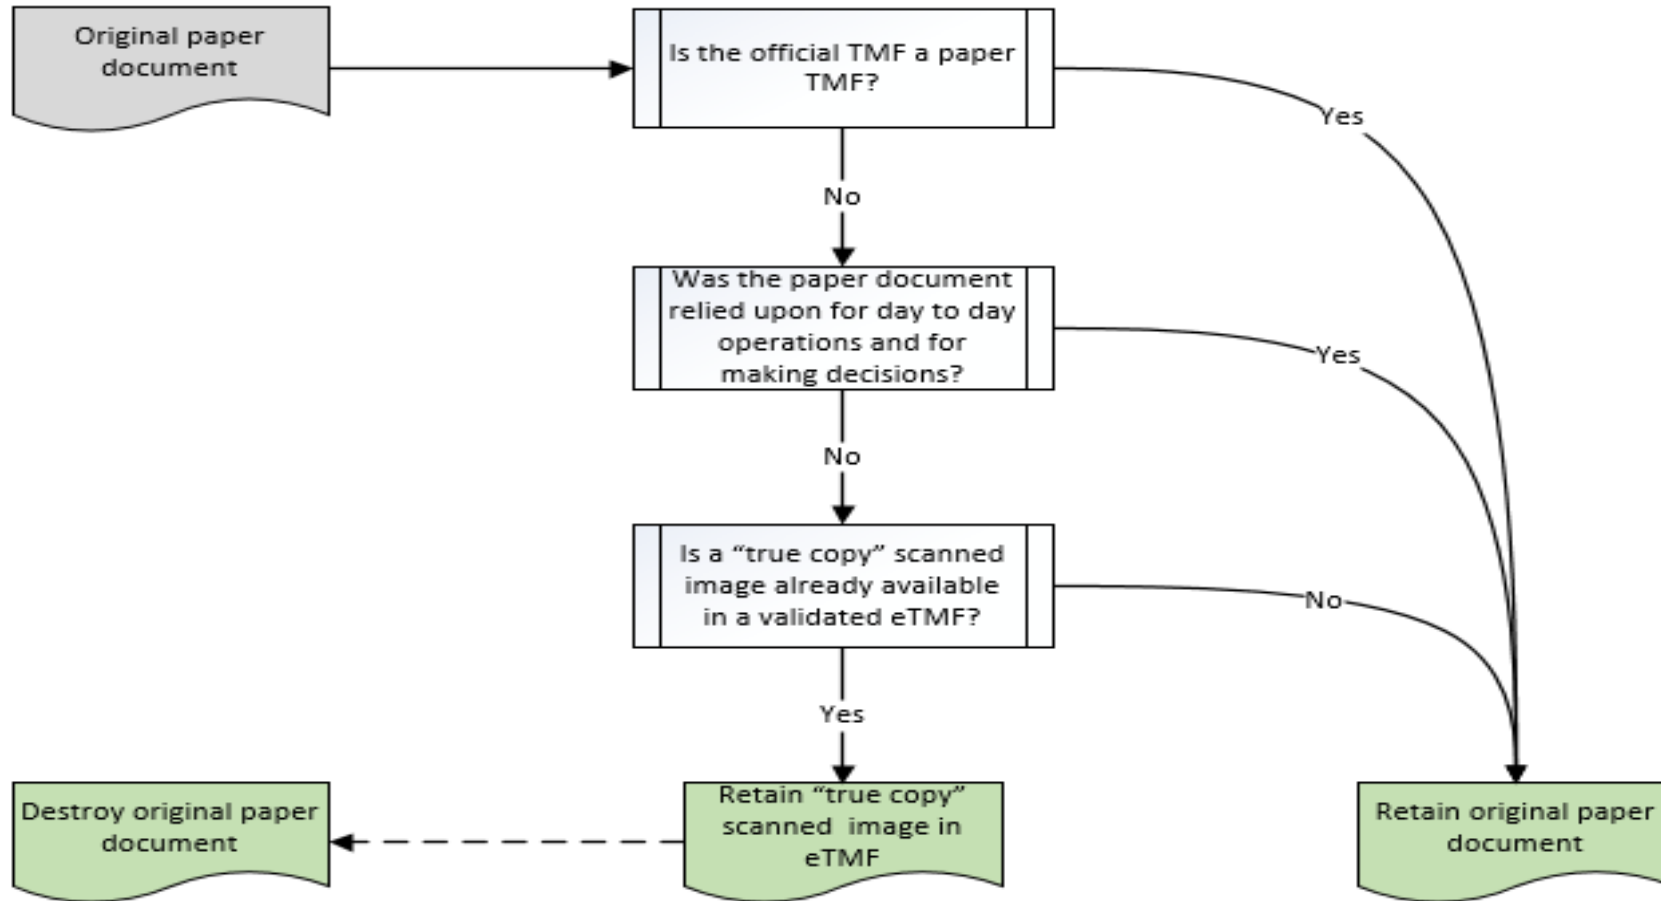 Original paper
document
Is the official TMF a paper
TMF?
Yes
No
Was the paper document
relied upon for day to day
operations and for
making decisions?
Yes
No
Is a “true copy” scanned
image already available
in a validated eTMF?
No
Yes
Destroy original paper
document
Retain “true copy”
scanned image in
eTMF
Retain original paper
document